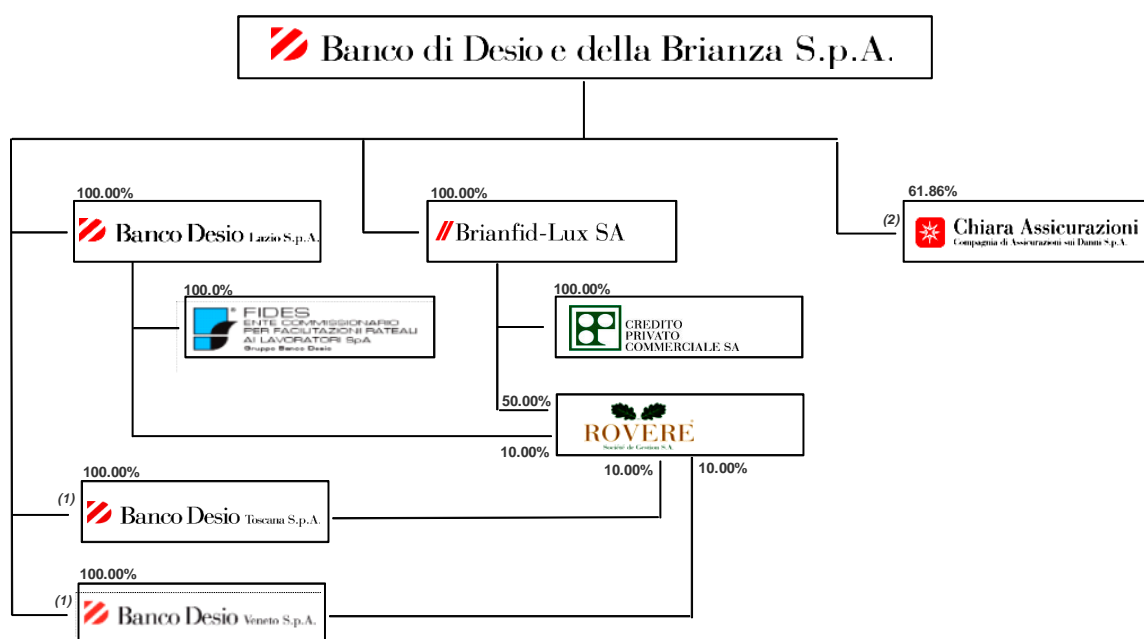 Banco di Desio e della Brianza S.p.A.
100.00%
Banco Desio Lazio S.p.A.
100.00%
Brianfid-Lux SA
61.86%
(2)
Chiara Assicurazioni
Compagnia di Assicurazioni sui Danni S.p.A.
100.0%
FIDES
ENTE COMMISSIONARIO
PER FACILITAZIONI RATEALI
AI LAVORATORI SpA
Gruppo Banco Desio
100.00%
CREDITO
PRIVATO
COMMERCIALE SA
50.00%
ROVERE
Société de Gestion S.A.
10.00%
10.00%
10.00%
100.00%
(1)
Banco Desio Toscana S.p.A.
100.00%
(1)
Banco Desio Veneto S.p.A.